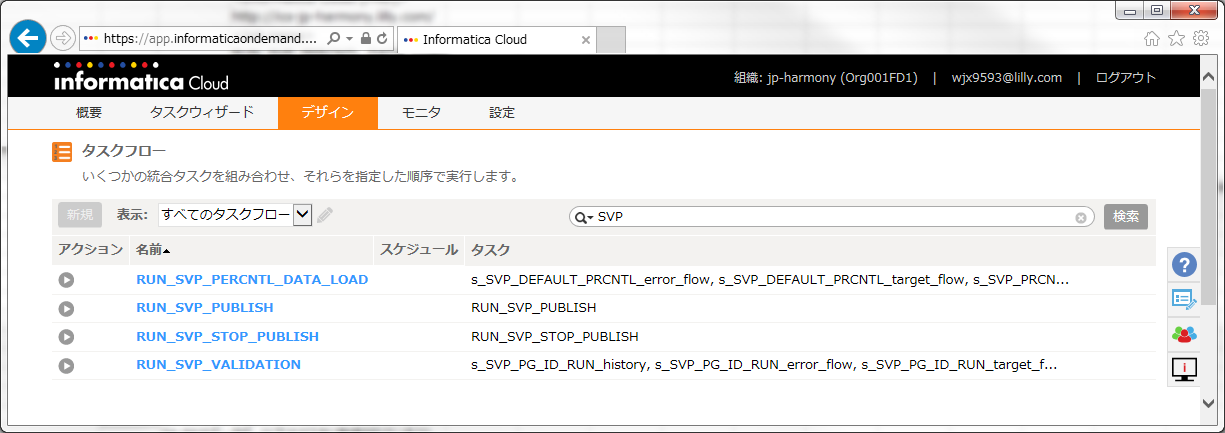 http://sso-jp-harmony.lilly.com/
https://app.informaticaondemand.... Informatica Cloud
informatica Cloud
組織: jp-harmony (Org001FD1) | wjx9593@lilly.com | ログアウト
概要 タスクウィザード デザイン モニタ 設定
タスクフロー
いくつかの統合タスクを組み合わせ、それらを指定した順序で実行します。
新規 表示: すべてのタスクフロー SVP 検索
アクション 名前 スケジュール タスク
RUN_SVP_PERCNTL_DATA_LOAD s_SVP_DEFAULT_PRCNTL_error_flow, s_SVP_DEFAULT_PRCNTL_target_flow, s_SVP_PRCN...
RUN_SVP_PUBLISH RUN_SVP_PUBLISH
RUN_SVP_STOP_PUBLISH RUN_SVP_STOP_PUBLISH
RUN_SVP_VALIDATION s_SVP_PG_ID_RUN_history, s_SVP_PG_ID_RUN_error_flow, s_SVP_PG_ID_RUN_target_f...